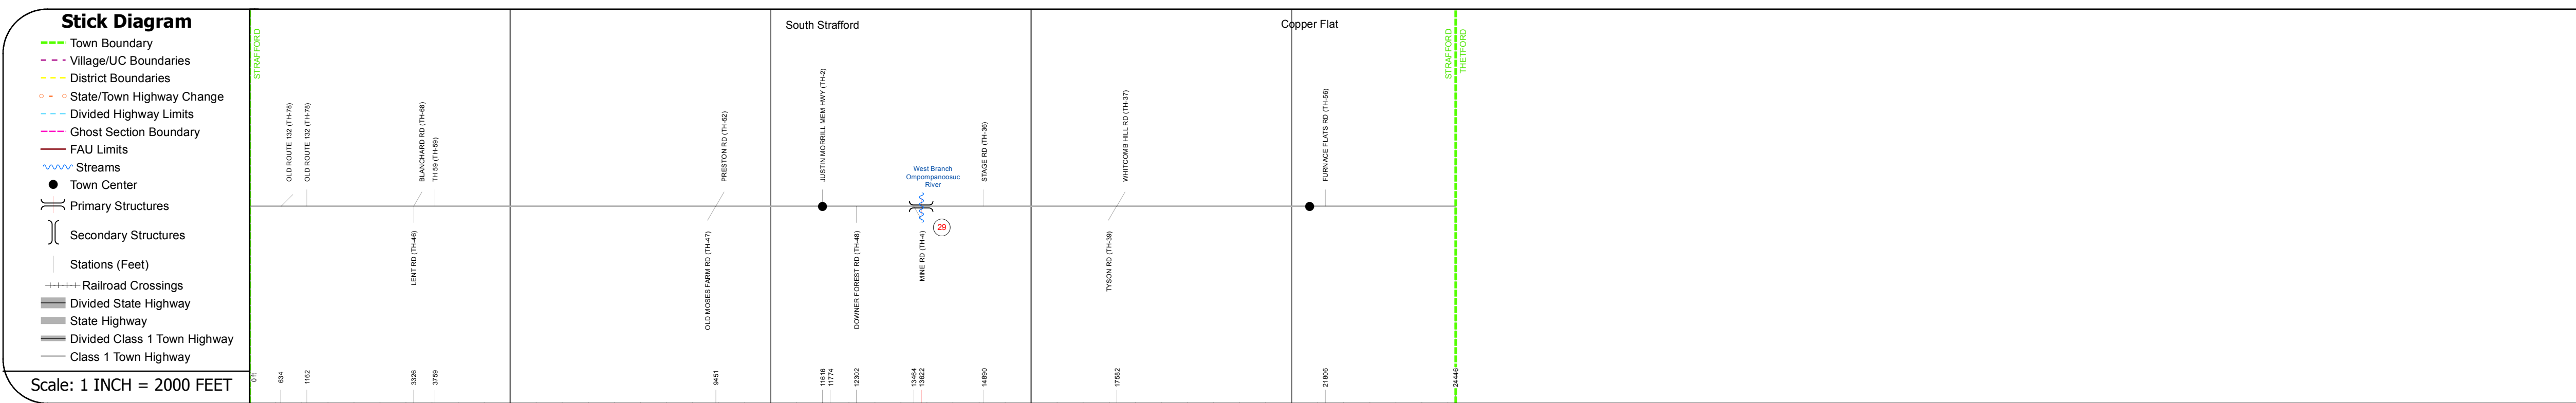 Stick Diagram
Town Boundary
Village/UC Boundaries
District Boundaries
State/Town Highway Change
Divided Highway Limits
Ghost Section Boundary
FAU Limits
Streams
Town Center
Primary Structures
Secondary Structures
Stations (Feet)
Railroad Crossings
Divided State Highway
State Highway
Divided Class 1 Town Highway
Class 1 Town Highway
Scale: 1 INCH = 2000 FEET
South Strafford
Copper Flat
STRAFFORD
STRAFFORD
THETFORD
OLD ROUTE 132 (TH-78)
OLD ROUTE 132 (TH-78)
BLANCHARD RD (TH-68)
TH 59 (TH-59)
PRESTON RD (TH-52)
JUSTIN MORRILL MEM HWY (TH-2)
West Branch
Ompompanoosuc
River
STAGE RD (TH-36)
WHITCOMB HILL RD (TH-37)
FURNACE FLATS RD (TH-56)
LENT RD (TH-46)
OLD MOSES FARM RD (TH-47)
DOWNER FOREST RD (TH-48)
MINE RD (TH-4)
29
TYSON RD (TH-39)
0 ft
634
1162
3326
3759
9451
11616
11774
12302
13464
13622
14890
17582
21806
24446